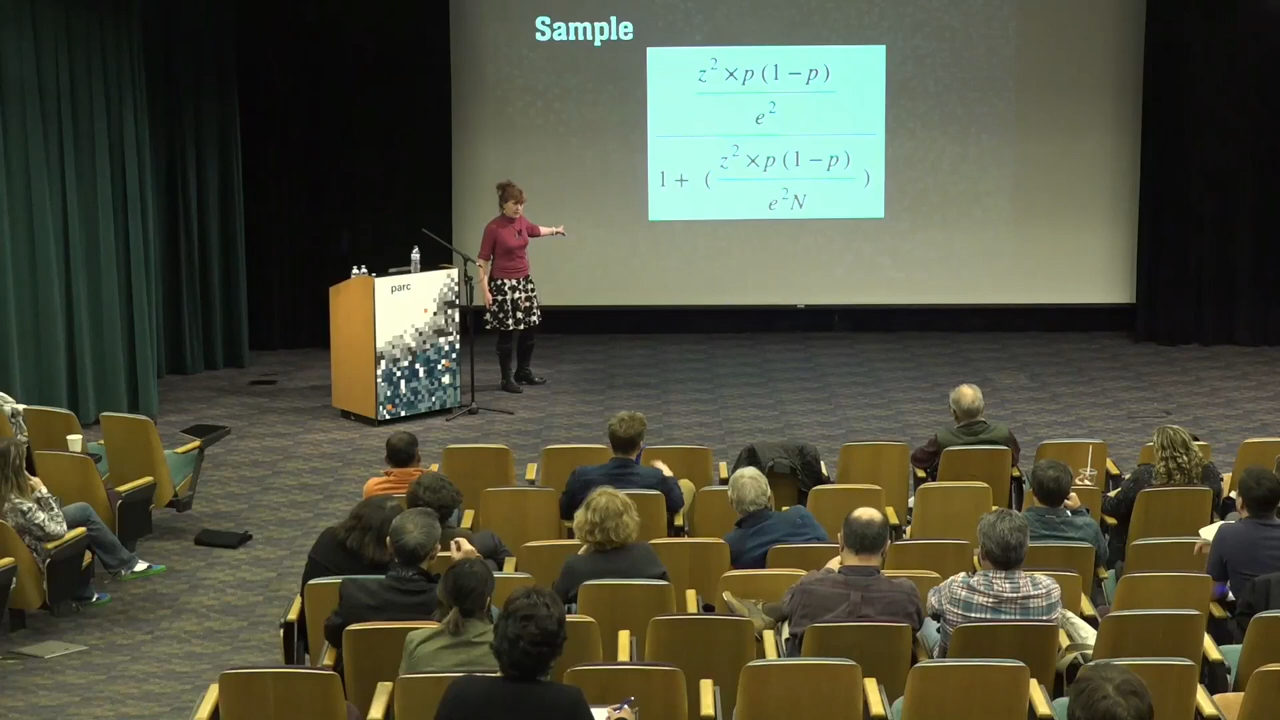 Sample
z² × p (1 − p)
e²
1 + ( z² × p (1 − p) )
e²N
parc